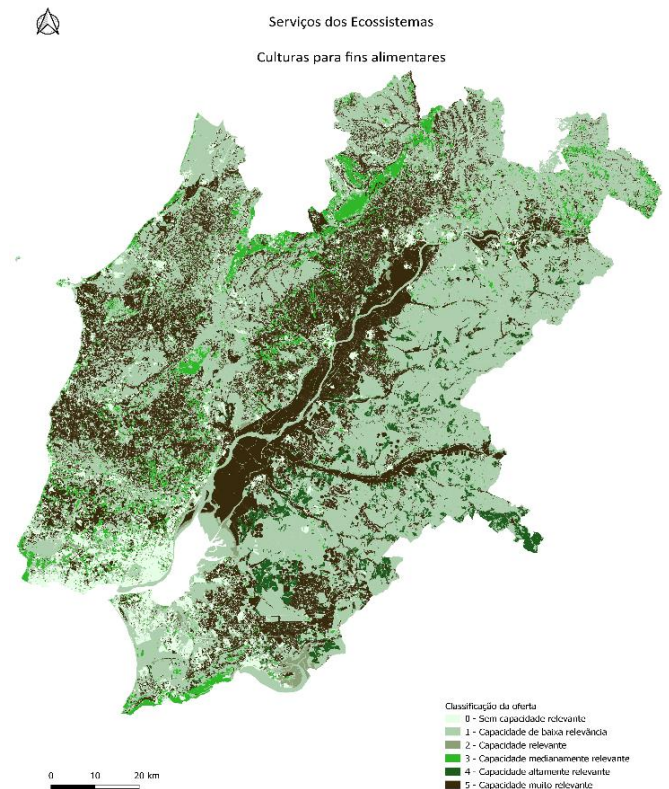 Serviços dos Ecossistemas
Culturas para fins alimentares
Classificação da oferta
0 - Sem capacidade relevante
1 - Capacidade de baixa relevância
2 - Capacidade relevante
3 - Capacidade medianamente relevante
4 - Capacidade altamente relevante
5 - Capacidade muito relevante
0 10 20 km